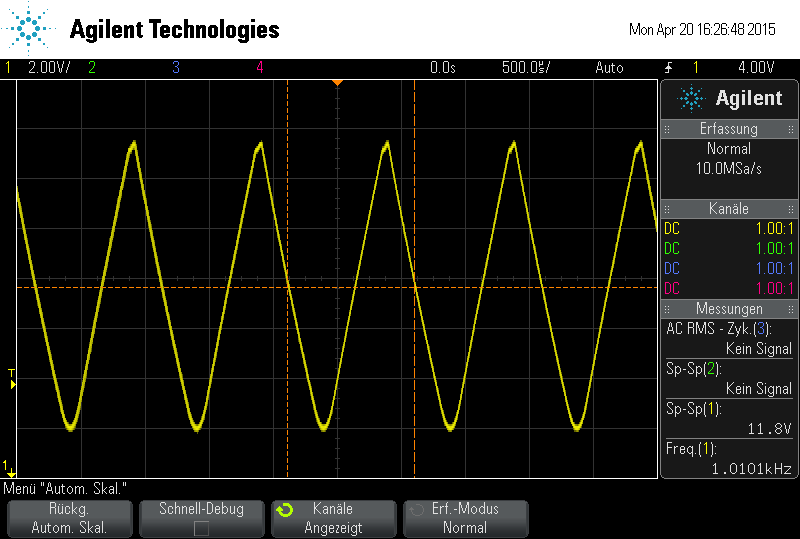 Agilent Technologies
Mon Apr 20 16:26:48 2015
1 2.00V/ 2 3 4 0.0s 500.0µs/ Auto 1 4.00V
Agilent
Erfassung
Normal
10.0MSa/s
Kanäle
DC 1.00:1
DC 1.00:1
DC 1.00:1
DC 1.00:1
Messungen
AC RMS - Zyk.(3):
Kein Signal
Sp-Sp(2):
Kein Signal
Sp-Sp(1):
11.8V
Freq.(1):
1.0101kHz
T
1
Menü "Autom. Skal."
Rückg.
Autom. Skal.
Schnell-Debug
Kanäle
Angezeigt
Erf.-Modus
Normal